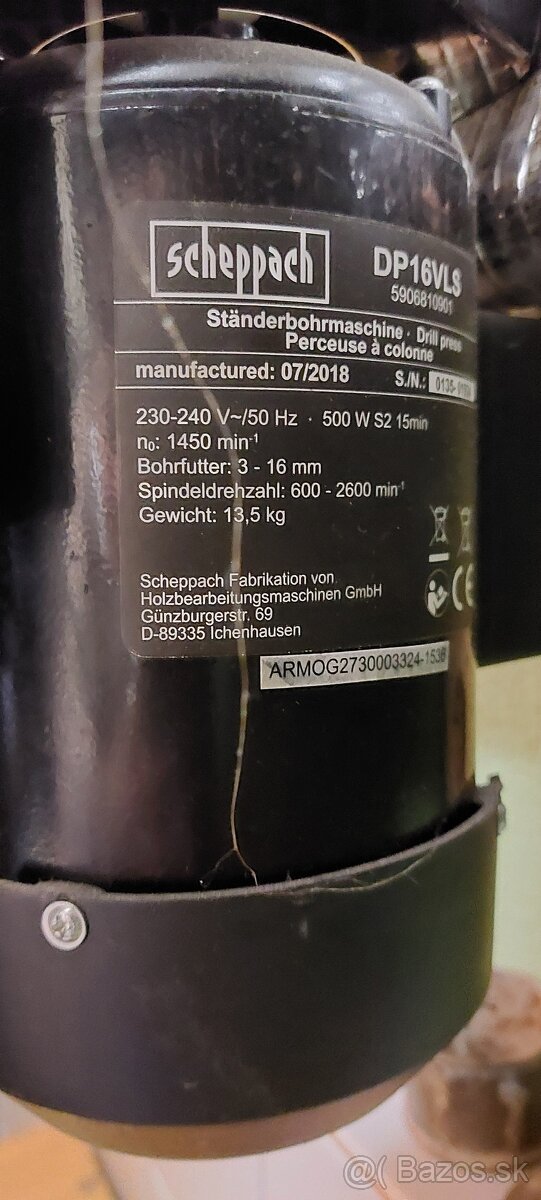 scheppach
DP16VLS
5906810901
Ständerbohrmaschine · Drill press
Perceuse à colonne
manufactured: 07/2018 S./N.:
230-240 V~/50 Hz · 500 W S2 15min
n₀: 1450 min⁻¹
Bohrfutter: 3 - 16 mm
Spindeldrehzahl: 600 - 2600 min⁻¹
Gewicht: 13,5 kg
CE
Scheppach Fabrikation von
Holzbearbeitungsmaschinen GmbH
Günzburgerstr. 69
D-89335 Ichenhausen
ARMOG2730003324-1536
Bazos.sk